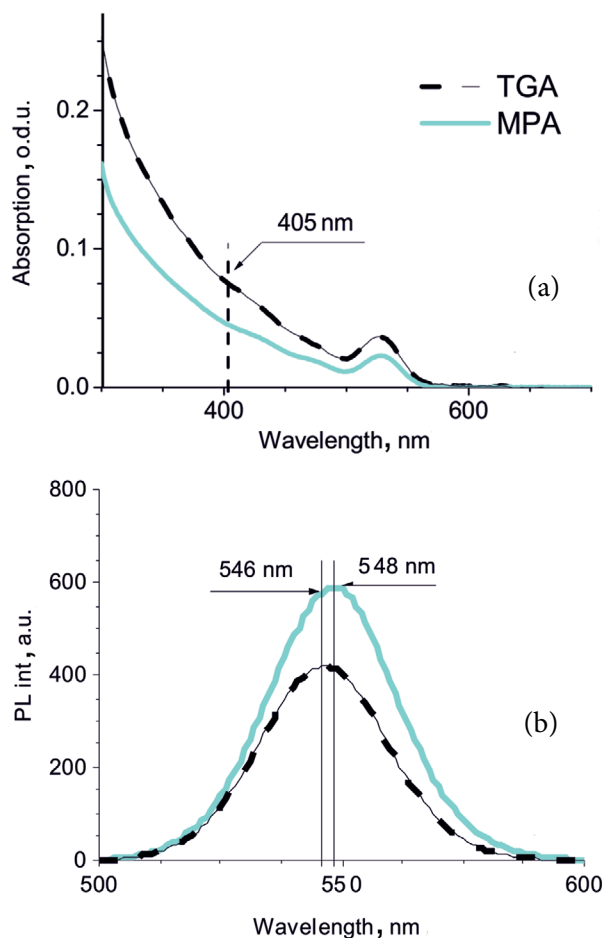 Absorption, o.d.u.
0.2
0.1
0.0
TGA
MPA
405 nm
(a)
400
600
Wavelength, nm
PL int, a.u.
800
600
400
200
0
546 nm
548 nm
(b)
500
550
600
Wavelength, nm